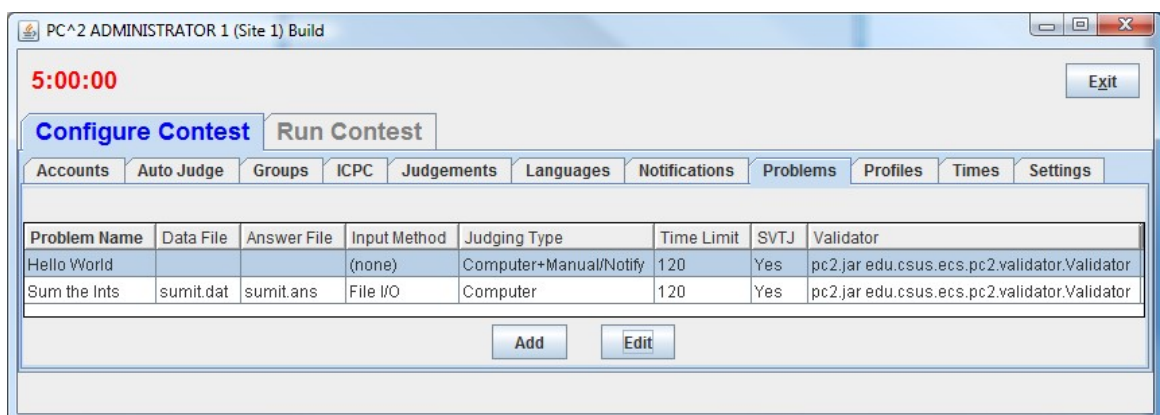 PC^2 ADMINISTRATOR 1 (Site 1) Build
5:00:00
Exit
Configure Contest Run Contest
Accounts Auto Judge Groups ICPC Judgements Languages Notifications Problems Profiles Times Settings
Problem Name Data File Answer File Input Method Judging Type Time Limit SVTJ Validator
Hello World (none) Computer+Manual/Notify 120 Yes pc2.jar edu.csus.ecs.pc2.validator.Validator
Sum the Ints sumit.dat sumit.ans File I/O Computer 120 Yes pc2.jar edu.csus.ecs.pc2.validator.Validator
Add Edit